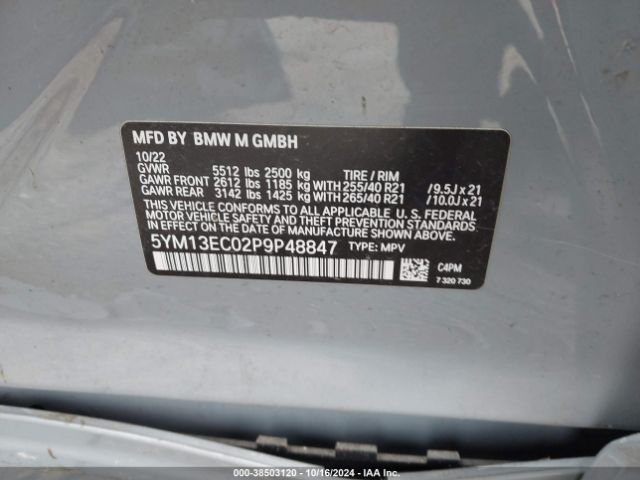 MFD BY BMW M GMBH
10/22
GVWR 5512 lbs 2500 kg TIRE / RIM
GAWR FRONT 2612 lbs 1185 kg WITH 255/40 R21 /9.5J x 21
GAWR REAR 3142 lbs 1425 kg WITH 265/40 R21 /10.0J x 21
THIS VEHICLE CONFORMS TO ALL APPLICABLE U. S. FEDERAL
MOTOR VEHICLE SAFETY AND THEFT PREVENTION STANDARDS
IN EFFECT ON THE DATE OF MANUFACTURE SHOWN ABOVE.
5YM13EC02P9P48847 TYPE: MPV
C4PM
7 320 730
000-38503120 - 10/16/2024 - IAA Inc.